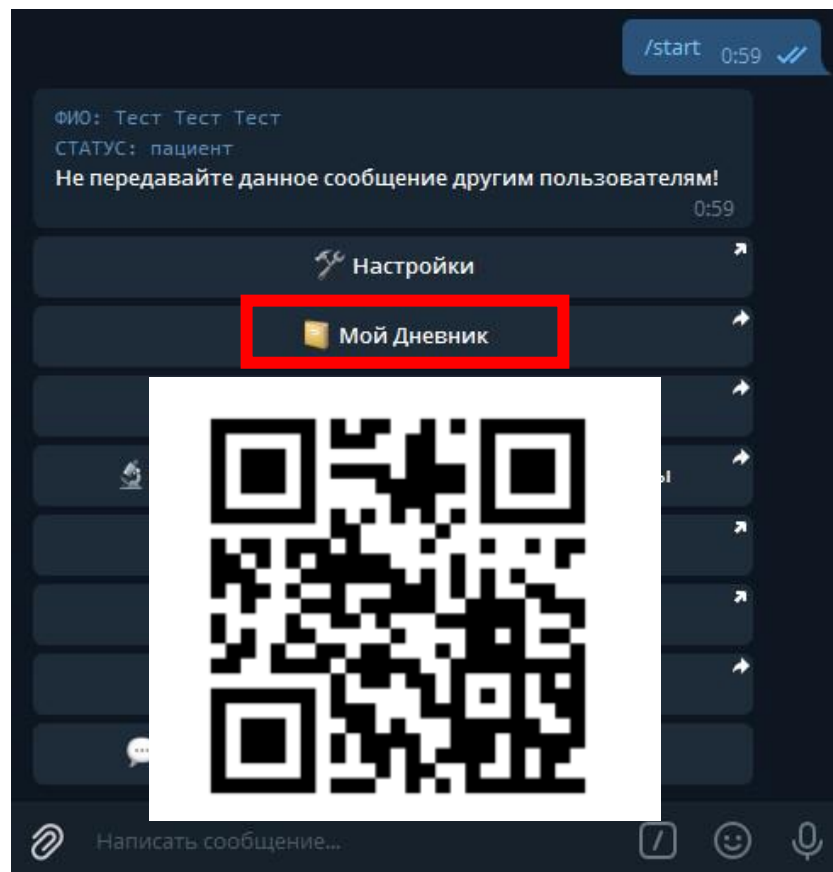 /start 0:59
ФИО: Тест Тест Тест
СТАТУС: пациент
Не передавайте данное сообщение другим пользователям!
0:59
Настройки
Мой Дневник
ы
Написать сообщение...